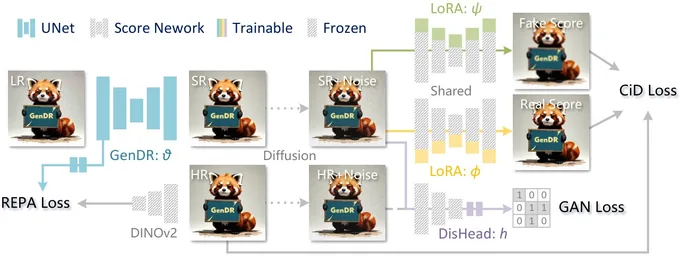 UNet
Score Nework
Trainable
Frozen
LoRA: ψ
LR
GenDR
GenDR: ϑ
SR
GenDR
Diffusion
SR+Noise
GenDR
Shared
Fake Score
GenDR
Real Score
GenDR
CiD Loss
LoRA: ϕ
REPA Loss
DINOv2
HR
GenDR
HR+Noise
GenDR
DisHead: h
1 0 0
0 1 1
0 1 0
GAN Loss